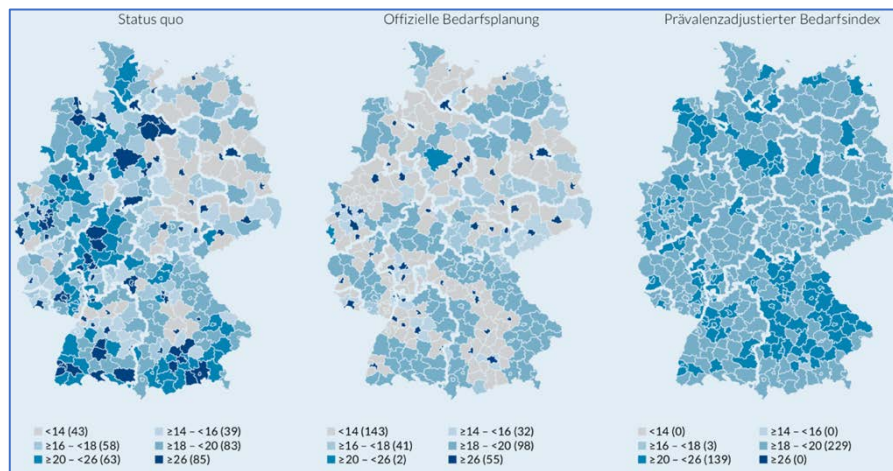 Status quo
Offizielle Bedarfsplanung
Prävalenzadjustierter Bedarfsindex
<14 (43)
≥14 – <16 (39)
≥16 – <18 (58)
≥18 – <20 (83)
≥20 – <26 (63)
≥26 (85)
<14 (143)
≥14 – <16 (32)
≥16 – <18 (41)
≥18 – <20 (98)
≥20 – <26 (2)
≥26 (55)
<14 (0)
≥14 – <16 (0)
≥16 – <18 (3)
≥18 – <20 (229)
≥20 – <26 (139)
≥26 (0)